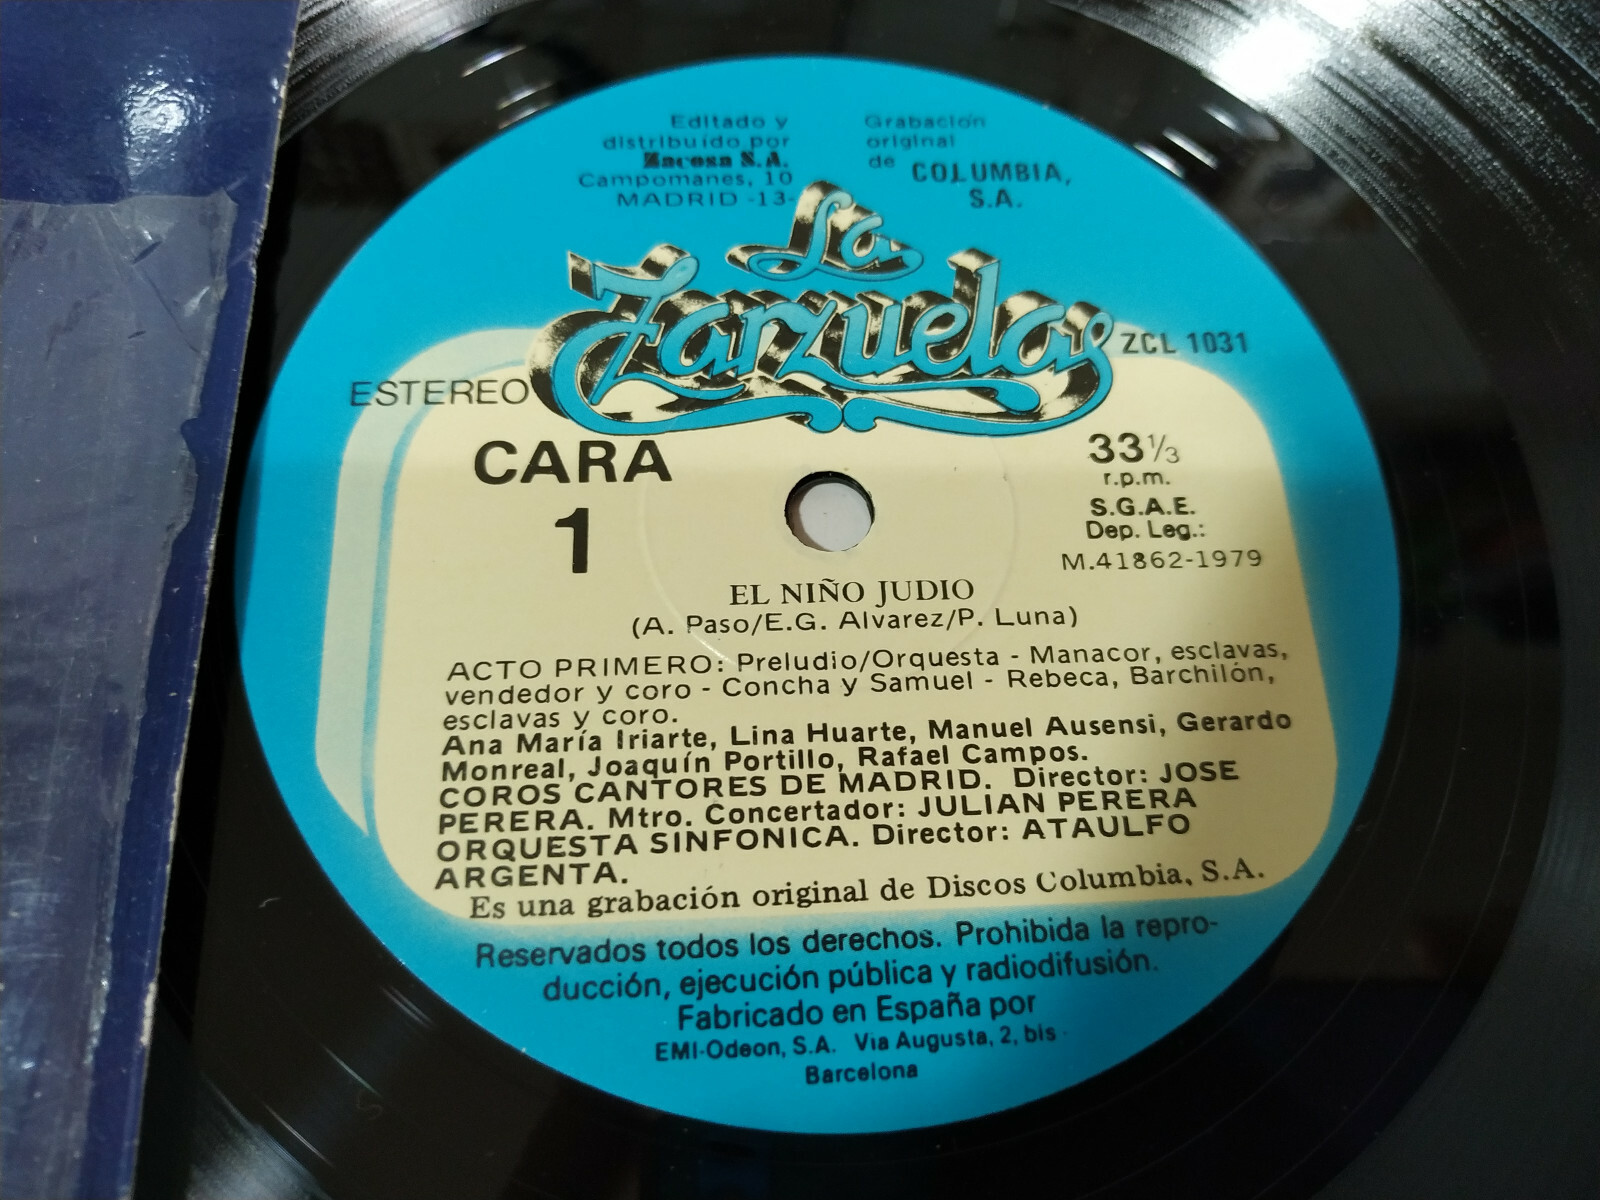 Editado y
distribuído por
Zacosa S.A.
Campomanes, 10
MADRID -13-
Grabación
original
de COLUMBIA,
S.A.
La
Zarzuela
ZCL 1031
ESTEREO
CARA
1
33 1/3
r.p.m.
S.G.A.E.
Dep. Leg.:
M.41862-1979
EL NIÑO JUDIO
(A. Paso/E.G. Alvarez/P. Luna)
ACTO PRIMERO: Preludio/Orquesta - Manacor, esclavas,
vendedor y coro - Concha y Samuel - Rebeca, Barchilón,
esclavas y coro.
Ana María Iriarte, Lina Huarte, Manuel Ausensi, Gerardo
Monreal, Joaquín Portillo, Rafael Campos.
COROS CANTORES DE MADRID. Director: JOSE
PERERA. Mtro. Concertador: JULIAN PERERA
ORQUESTA SINFONICA. Director: ATAULFO
ARGENTA.
Es una grabación original de Discos Columbia, S.A.
Reservados todos los derechos. Prohibida la repro-
ducción, ejecución pública y radiodifusión.
Fabricado en España por
EMI-Odeon, S.A. Via Augusta, 2, bis
Barcelona